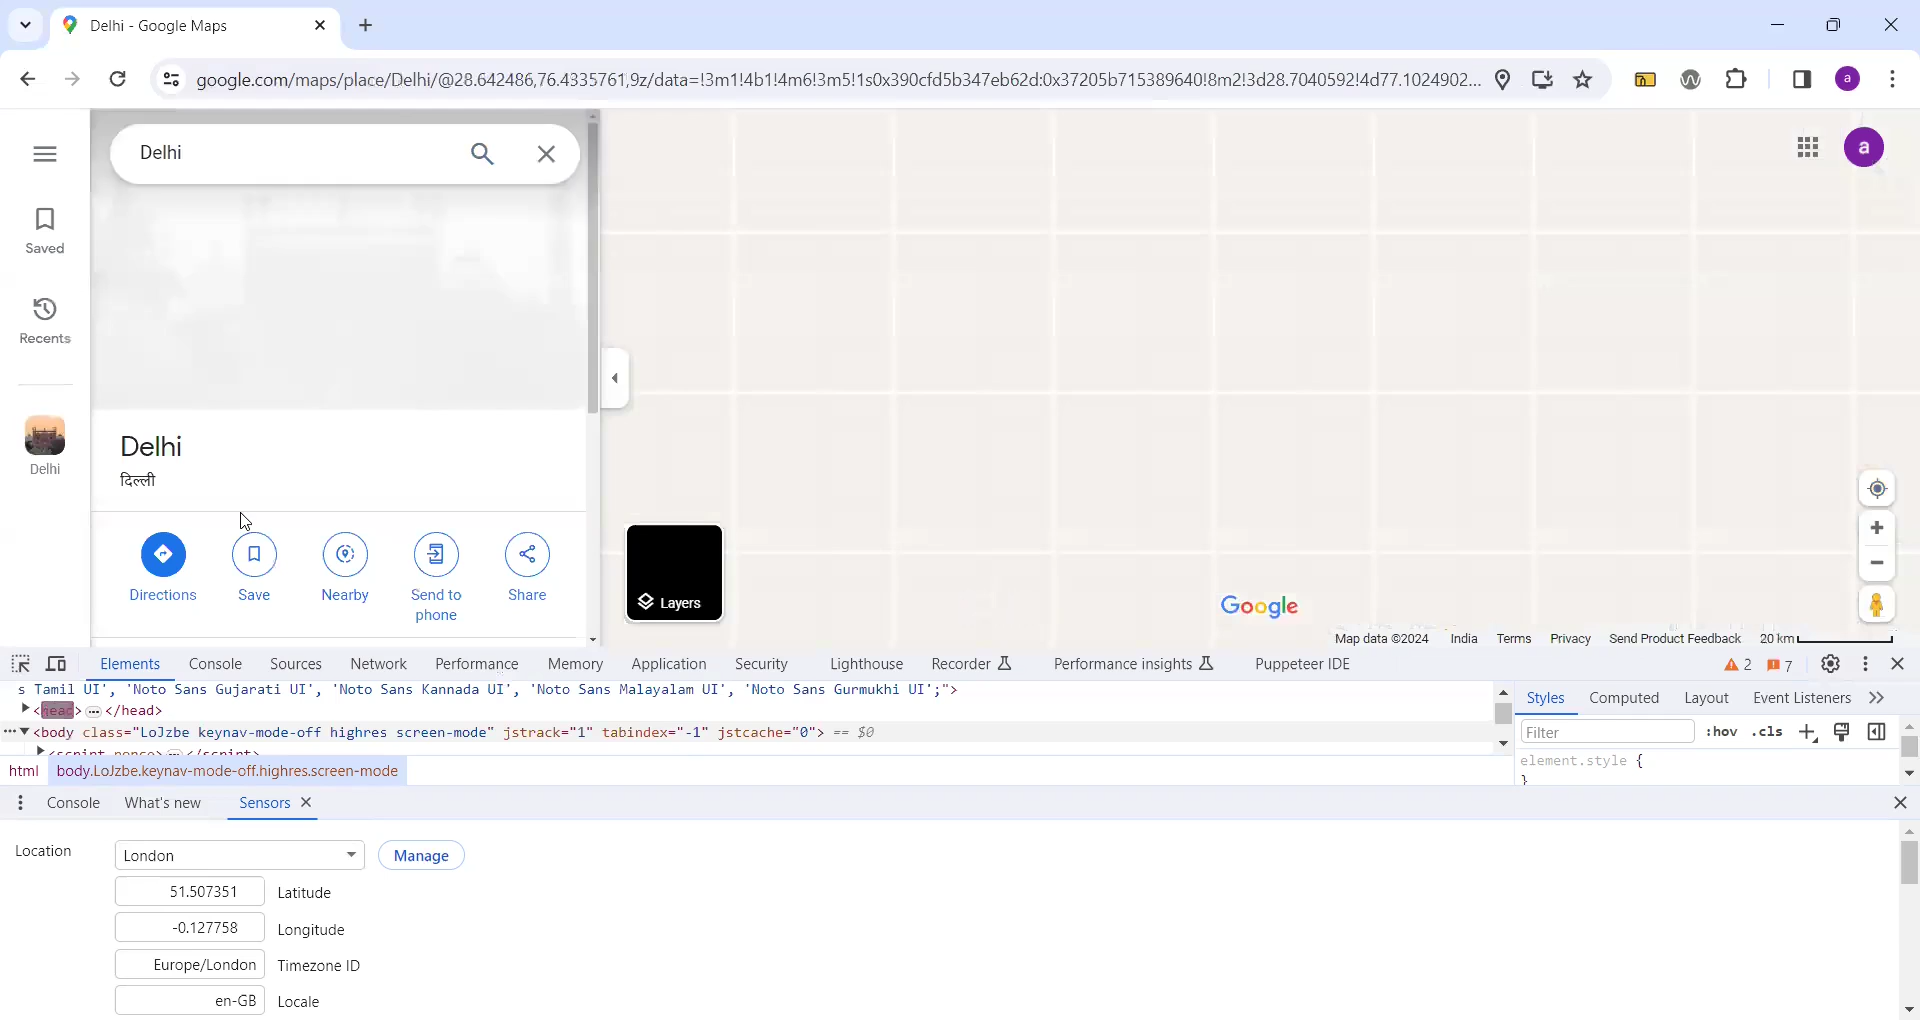 Delhi - Google Maps
google.com/maps/place/Delhi/@28.642486,76.4335761,9z/data=!3m1!4b1!4m6!3m5!1s0x390cfd5b347eb62d:0x37205b715389640!8m2!3d28.7040592!4d77.1024902...
a
Delhi
a
Saved
Recents
Delhi
Delhi
दिल्ली
Directions
Save
Nearby
Send to
phone
Share
Layers
Google
Map data ©2024 India Terms Privacy Send Product Feedback 20 km
Elements Console Sources Network Performance Memory Application Security Lighthouse Recorder Performance insights Puppeteer IDE 2 7
s Tamil UI', 'Noto Sans Gujarati UI', 'Noto Sans Kannada UI', 'Noto Sans Malayalam UI', 'Noto Sans Gurmukhi UI';">
<head> … </head>
<body class="LoJzbe keynav-mode-off highres screen-mode" jstrack="1" tabindex="-1" jstcache="0"> == $0
<script nonce> … </script>
html body.LoJzbe.keynav-mode-off.highres.screen-mode
Styles Computed Layout Event Listeners
Filter :hov .cls
element.style {
}
Console What's new Sensors
Location London Manage
51.507351 Latitude
-0.127758 Longitude
Europe/London Timezone ID
en-GB Locale